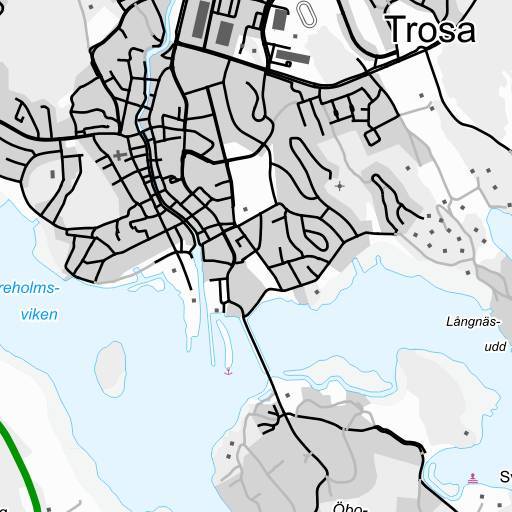 Trosa
reholms-
viken
Långnäs-
udd
Öbo-